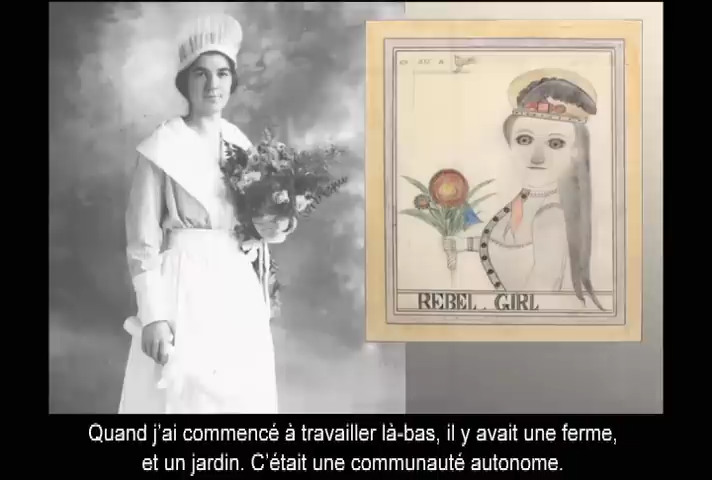 REBEL. GIRL
Quand j'ai commencé à travailler là-bas, il y avait une ferme,
et un jardin. C'était une communauté autonome.